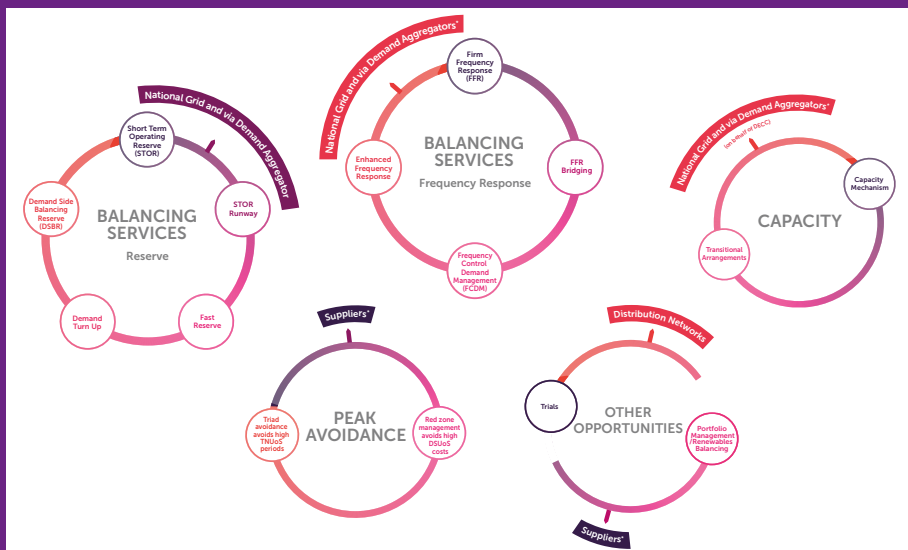 National Grid and via Demand Aggregator
Short Term
Operating
Reserve
(STOR)
Demand Side
Balancing
Reserve
(DSBR)
STOR
Runway
BALANCING
SERVICES
Reserve
Demand
Turn Up
Fast
Reserve
National Grid and via Demand Aggregators*
Firm
Frequency
Response
(FFR)
Enhanced
Frequency
Response
BALANCING
SERVICES
Frequency Response
FFR
Bridging
Frequency
Control
Demand
Management
(FCDM)
National Grid and via Demand Aggregators*
(on behalf of DECC)
Capacity
Mechanism
CAPACITY
Transitional
Arrangements
Suppliers*
Triad
avoidance
avoids high
TNUoS
periods
PEAK
AVOIDANCE
Red zone
management
avoids high
DSUoS
costs
Distribution Networks
Trials
OTHER
OPPORTUNITIES
Portfolio
Management
/Renewables
Balancing
Suppliers*